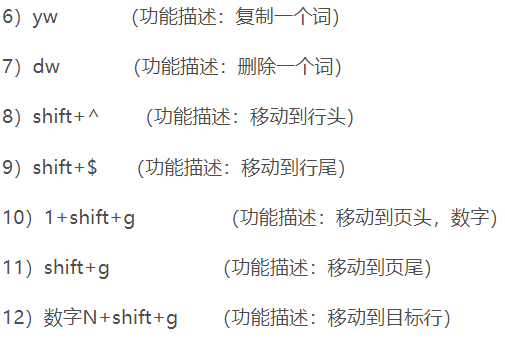 6）yw （功能描述：复制一个词）
7）dw （功能描述：删除一个词）
8）shift+^ （功能描述：移动到行头）
9）shift+$ （功能描述：移动到行尾）
10）1+shift+g （功能描述：移动到页头，数字）
11）shift+g （功能描述：移动到页尾）
12）数字N+shift+g （功能描述：移动到目标行）